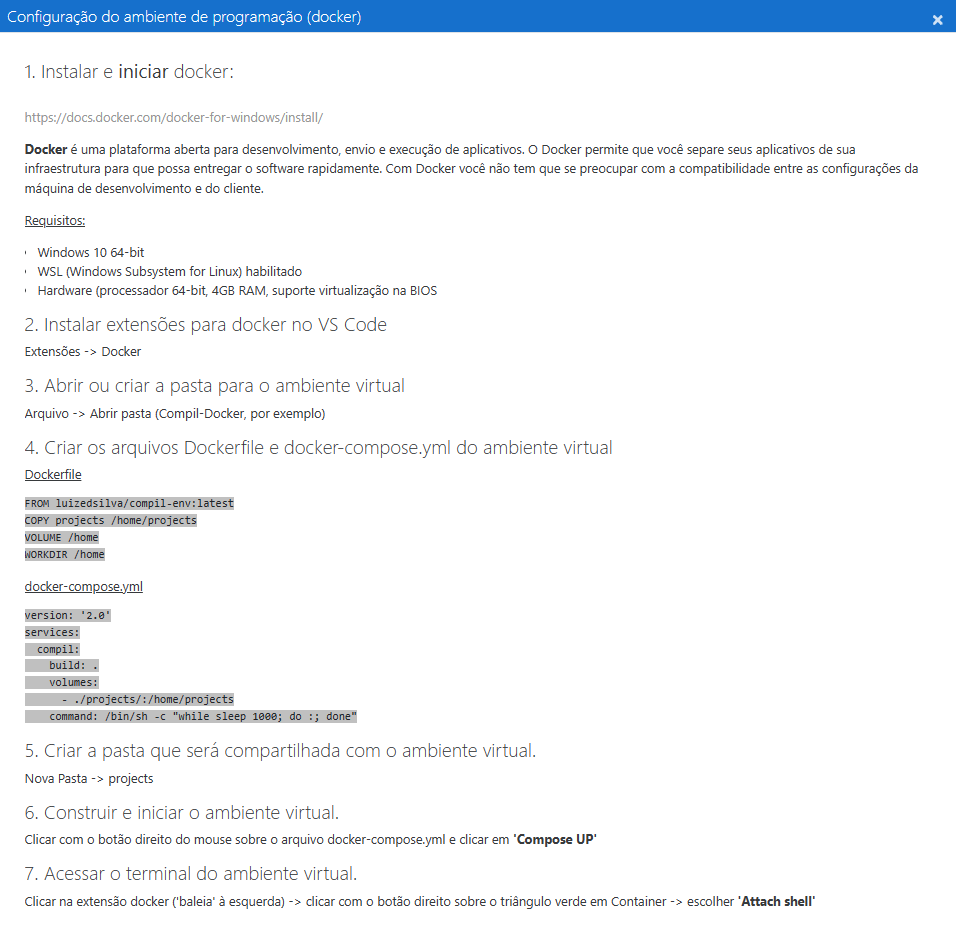 Configuração do ambiente de programação (docker)
1. Instalar e iniciar docker:
https://docs.docker.com/docker-for-windows/install/
Docker é uma plataforma aberta para desenvolvimento, envio e execução de aplicativos. O Docker permite que você separe seus aplicativos de sua
infraestrutura para que possa entregar o software rapidamente. Com Docker você não tem que se preocupar com a compatibilidade entre as configurações da
máquina de desenvolvimento e do cliente.
Requisitos:
Windows 10 64-bit
WSL (Windows Subsystem for Linux) habilitado
Hardware (processador 64-bit, 4GB RAM, suporte virtualização na BIOS
2. Instalar extensões para docker no VS Code
Extensões -> Docker
3. Abrir ou criar a pasta para o ambiente virtual
Arquivo -> Abrir pasta (Compil-Docker, por exemplo)
4. Criar os arquivos Dockerfile e docker-compose.yml do ambiente virtual
Dockerfile
FROM luizedsilva/compil-env:latest
COPY projects /home/projects
VOLUME /home
WORKDIR /home
docker-compose.yml
version: '2.0'
services:
  compil:
    build: .
    volumes:
      - ./projects/:/home/projects
    command: /bin/sh -c "while sleep 1000; do :; done"
5. Criar a pasta que será compartilhada com o ambiente virtual.
Nova Pasta -> projects
6. Construir e iniciar o ambiente virtual.
Clicar com o botão direito do mouse sobre o arquivo docker-compose.yml e clicar em 'Compose UP'
7. Acessar o terminal do ambiente virtual.
Clicar na extensão docker ('baleia' à esquerda) -> clicar com o botão direito sobre o triângulo verde em Container -> escolher 'Attach shell'